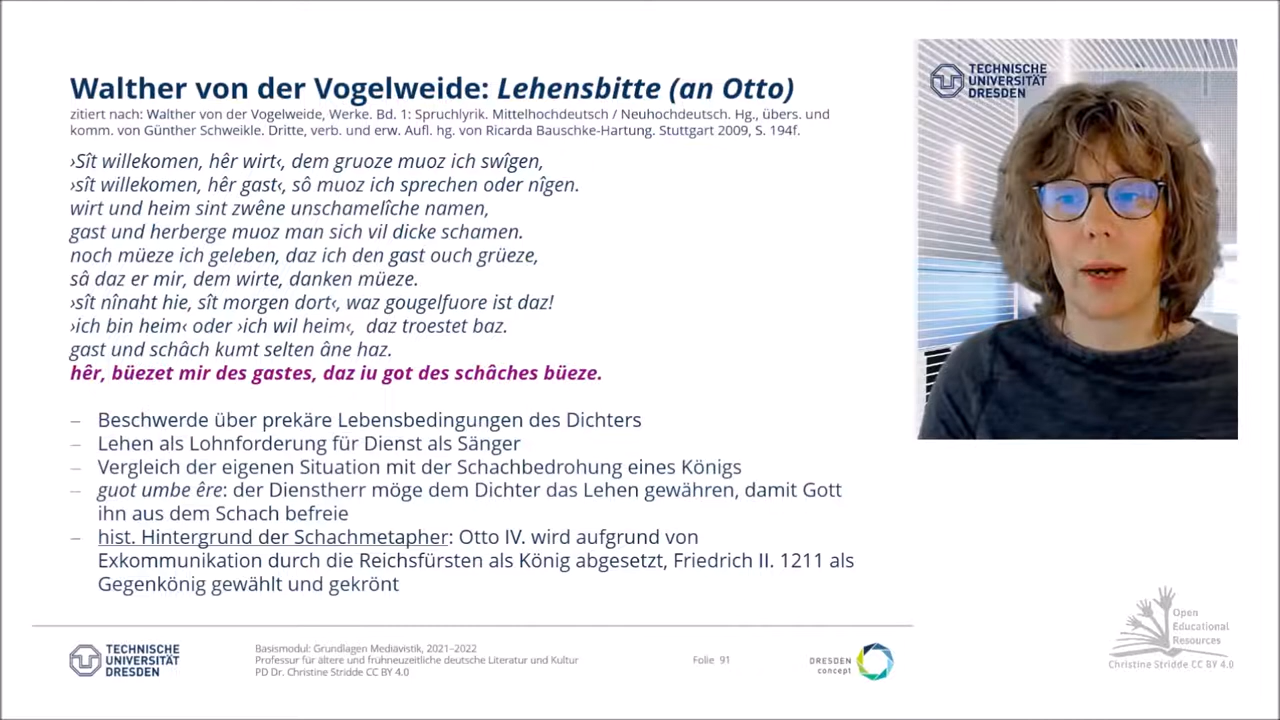 Walther von der Vogelweide: Lehensbitte (an Otto)
zitiert nach: Walther von der Vogelweide, Werke. Bd. 1: Spruchlyrik. Mittelhochdeutsch / Neuhochdeutsch. Hg., übers. und
komm. von Günther Schweikle. Dritte, verb. und erw. Aufl. hg. von Ricarda Bauschke-Hartung. Stuttgart 2009, S. 194f.
›Sît willekomen, hêr wirt‹, dem gruoze muoz ich swîgen,
›sît willekomen, hêr gast‹, sô muoz ich sprechen oder nîgen.
wirt und heim sint zwêne unschamelîche namen,
gast und herberge muoz man sich vil dicke schamen.
noch müeze ich geleben, daz ich den gast ouch grüeze,
sâ daz er mir, dem wirte, danken müeze.
›sît nînaht hie, sît morgen dort‹, waz gougelfuore ist daz!
›ich bin heim‹ oder ›ich wil heim‹, daz troestet baz.
gast und schâch kumt selten âne haz.
hêr, büezet mir des gastes, daz iu got des schâches büeze.
– Beschwerde über prekäre Lebensbedingungen des Dichters
– Lehen als Lohnforderung für Dienst als Sänger
– Vergleich der eigenen Situation mit der Schachbedrohung eines Königs
– guot umbe êre: der Dienstherr möge dem Dichter das Lehen gewähren, damit Gott
ihn aus dem Schach befreie
– hist. Hintergrund der Schachmetapher: Otto IV. wird aufgrund von
Exkommunikation durch die Reichsfürsten als König abgesetzt, Friedrich II. 1211 als
Gegenkönig gewählt und gekrönt
TECHNISCHE
UNIVERSITÄT
DRESDEN
Basismodul: Grundlagen Mediävistik, 2021–2022
Professur für ältere und frühneuzeitliche deutsche Literatur und Kultur
PD Dr. Christine Stridde CC BY 4.0
Folie 91
DRESDEN
concept
TECHNISCHE
UNIVERSITÄT
DRESDEN
Open
Educational
Resources
Christine Stridde CC BY 4.0